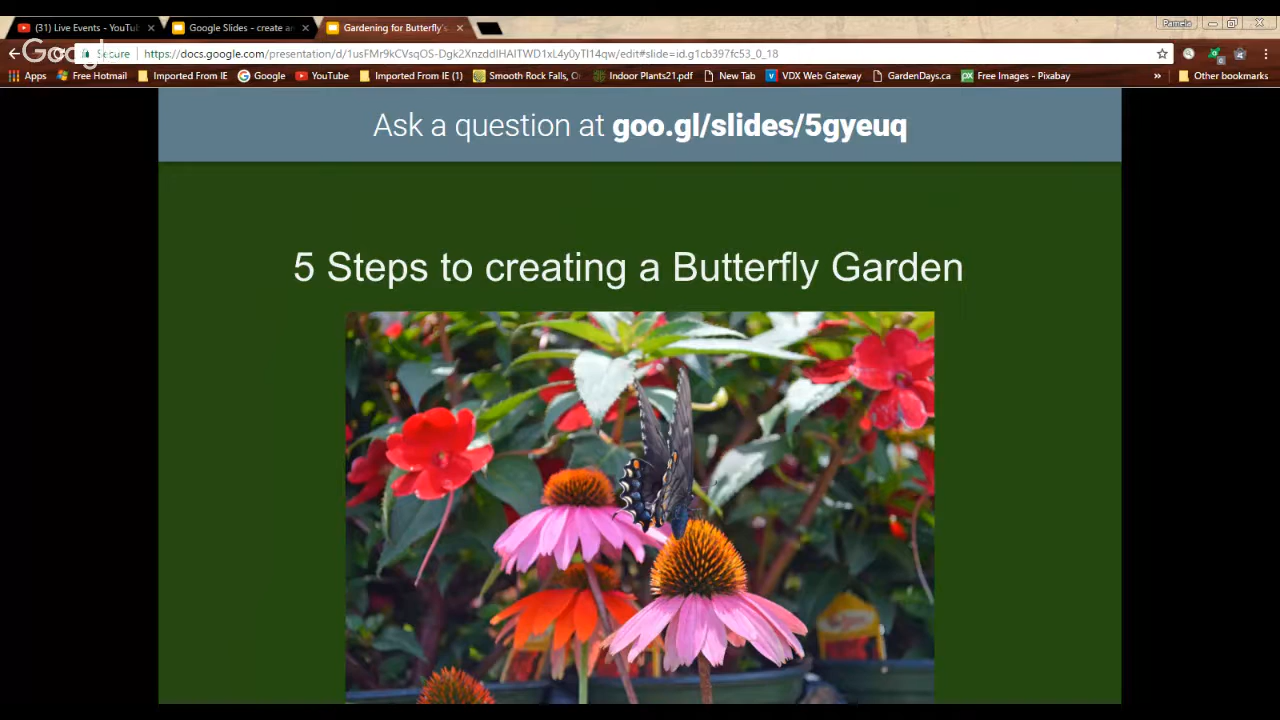 (31) Live Events - YouTu
Google Slides - create a
Gardening for Butterfly's
Pamela
Secure
https://docs.google.com/presentation/d/1usFMr9kCVsqOS-Dgk2XnzddIHAITWD1xL4y0yTI14qw/edit#slide=id.g1cb397fc53_0_18
Apps
Free Hotmail
Imported From IE
Google
YouTube
Imported From IE (1)
Smooth Rock Falls, O
Indoor Plants21.pdf
New Tab
VDX Web Gateway
GardenDays.ca
Free Images - Pixabay
»
Other bookmarks
Ask a question at goo.gl/slides/5gyeuq
5 Steps to creating a Butterfly Garden